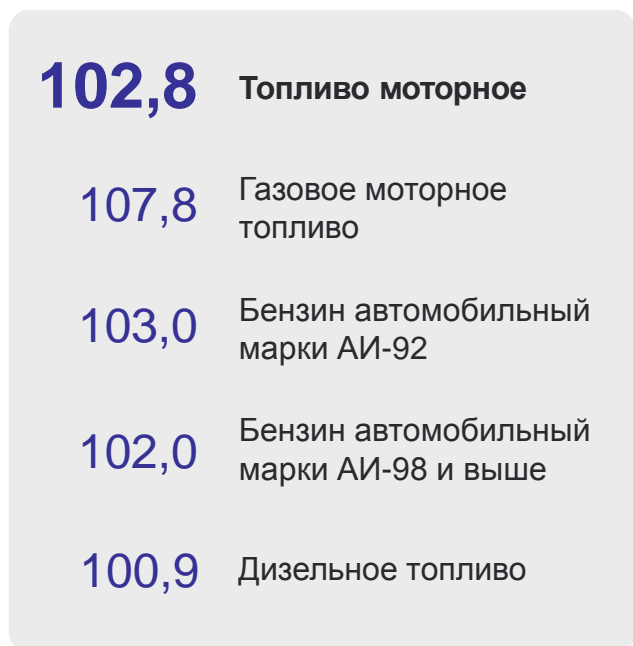 102,8 Топливо моторное
107,8 Газовое моторное
топливо
103,0 Бензин автомобильный
марки АИ-92
102,0 Бензин автомобильный
марки АИ-98 и выше
100,9 Дизельное топливо